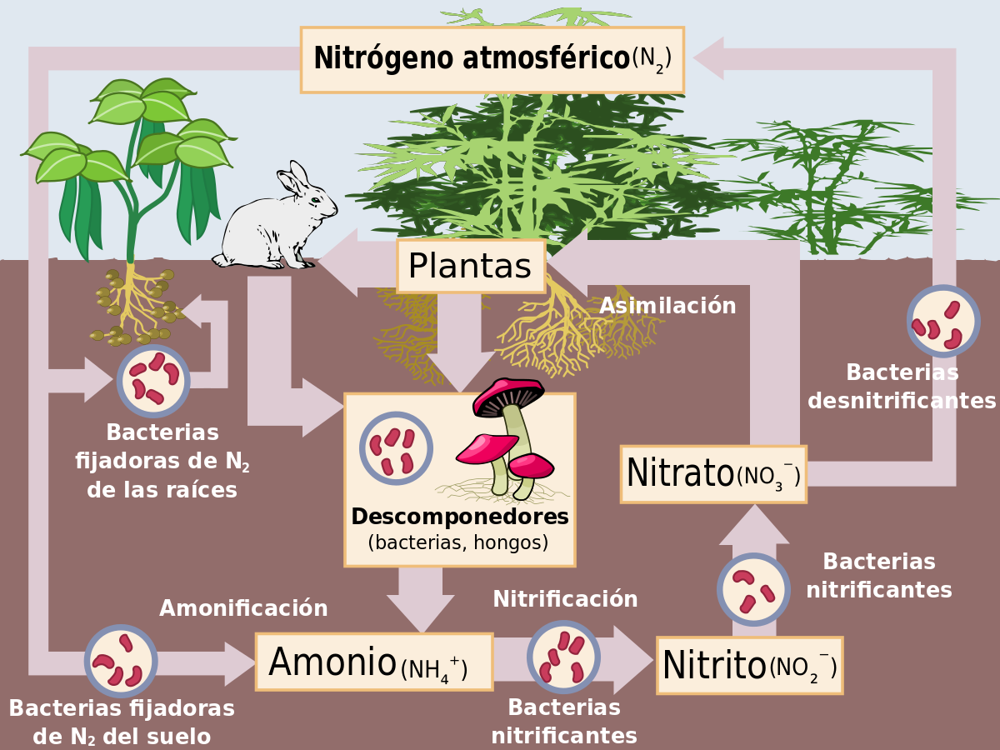 Nitrógeno atmosférico(N₂)
Plantas
Asimilación
Bacterias
desnitrificantes
Bacterias
fijadoras de N₂
de las raíces
Nitrato(NO₃⁻)
Descomponedores
(bacterias, hongos)
Bacterias
nitrificantes
Amonificación
Nitrificación
Amonio(NH₄⁺)
Nitrito(NO₂⁻)
Bacterias fijadoras
de N₂ del suelo
Bacterias
nitrificantes